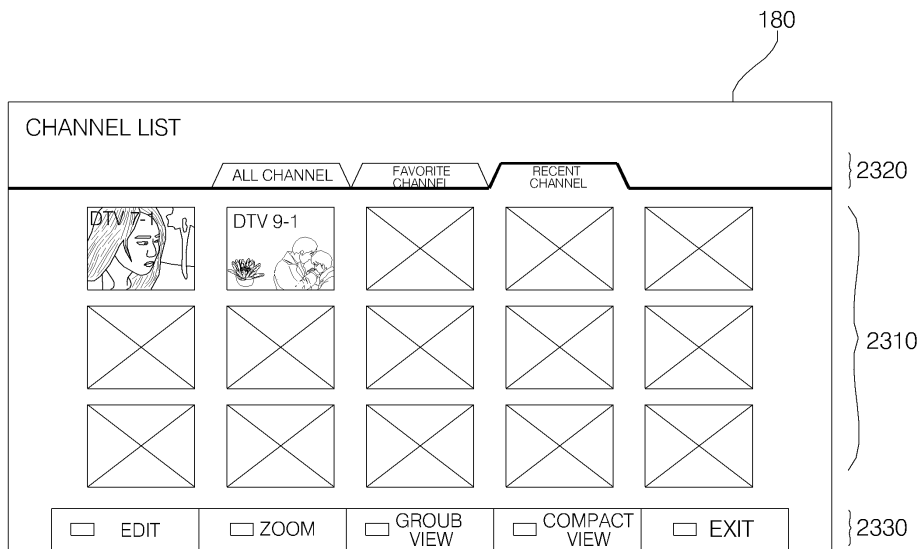 180
CHANNEL LIST
ALL CHANNEL
FAVORITE
CHANNEL
RECENT
CHANNEL
2320
DTV 7-1
DTV 9-1
2310
EDIT
ZOOM
GROUB
VIEW
COMPACT
VIEW
EXIT
2330